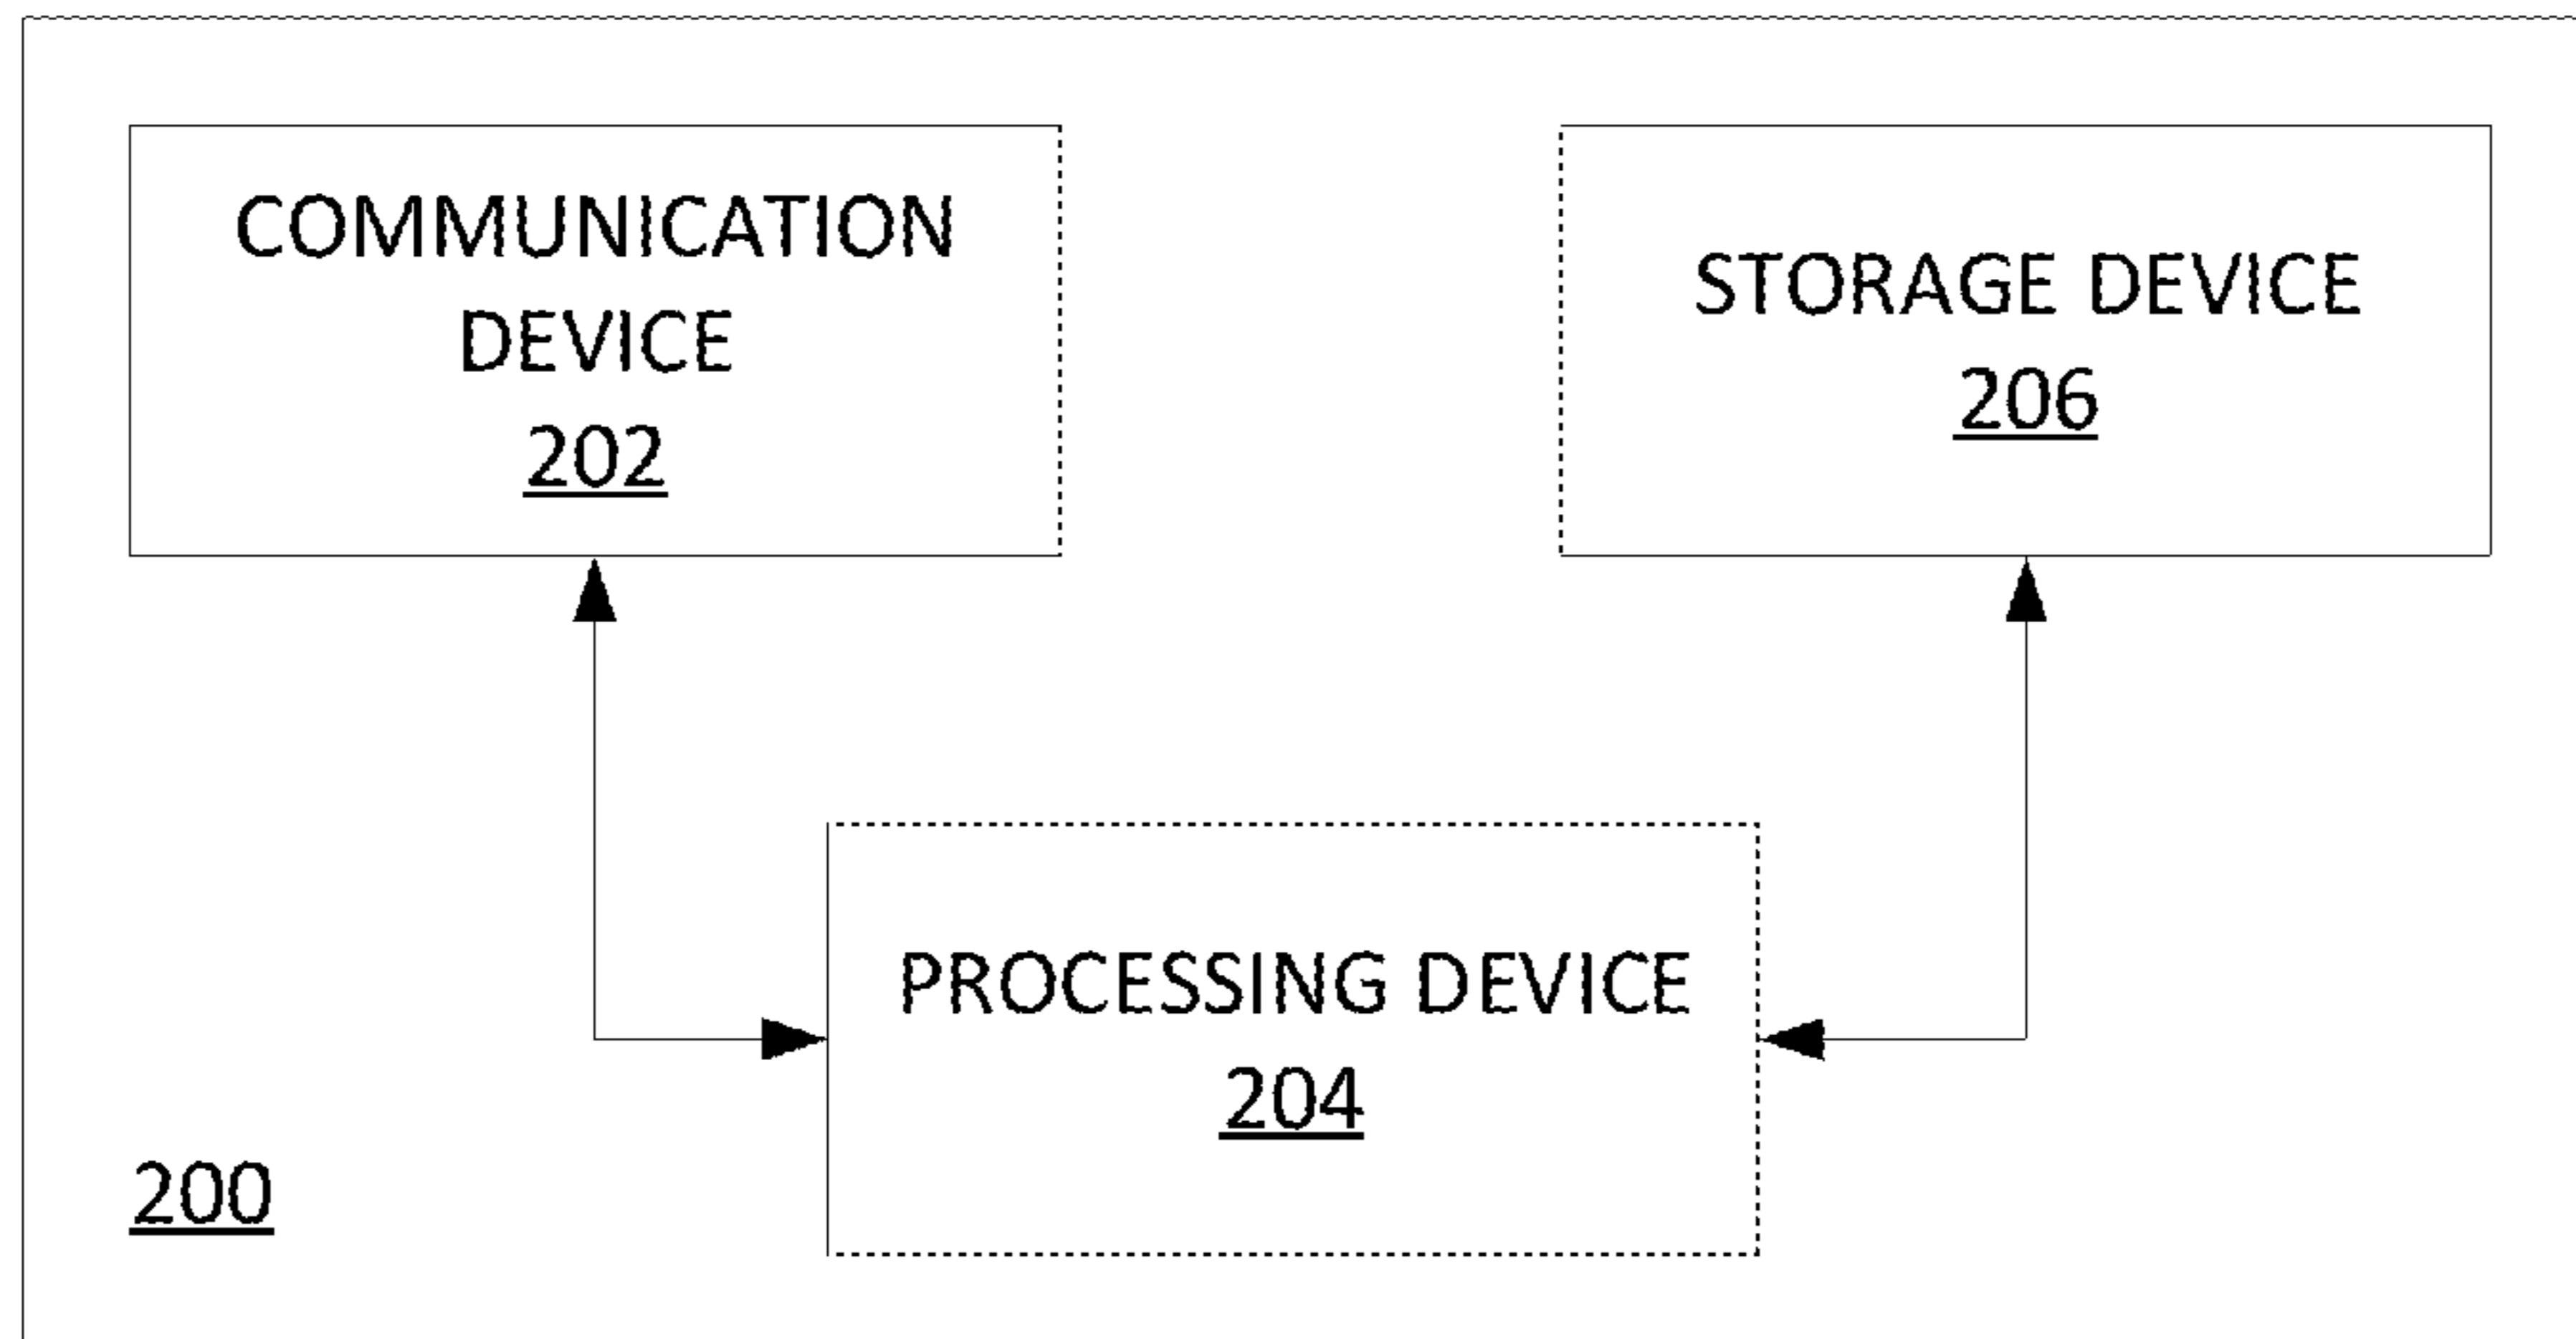 COMMUNICATION
DEVICE
202
STORAGE DEVICE
206
PROCESSING DEVICE
204
200